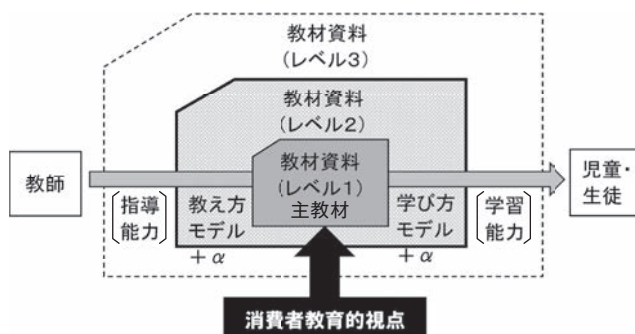 教材資料
(レベル3)
教材資料
(レベル2)
教材資料
(レベル1)
主教材
教師
児童・
生徒
指導
能力
教え方
モデル
+α
学び方
モデル
+α
学習
能力
消費者教育的視点